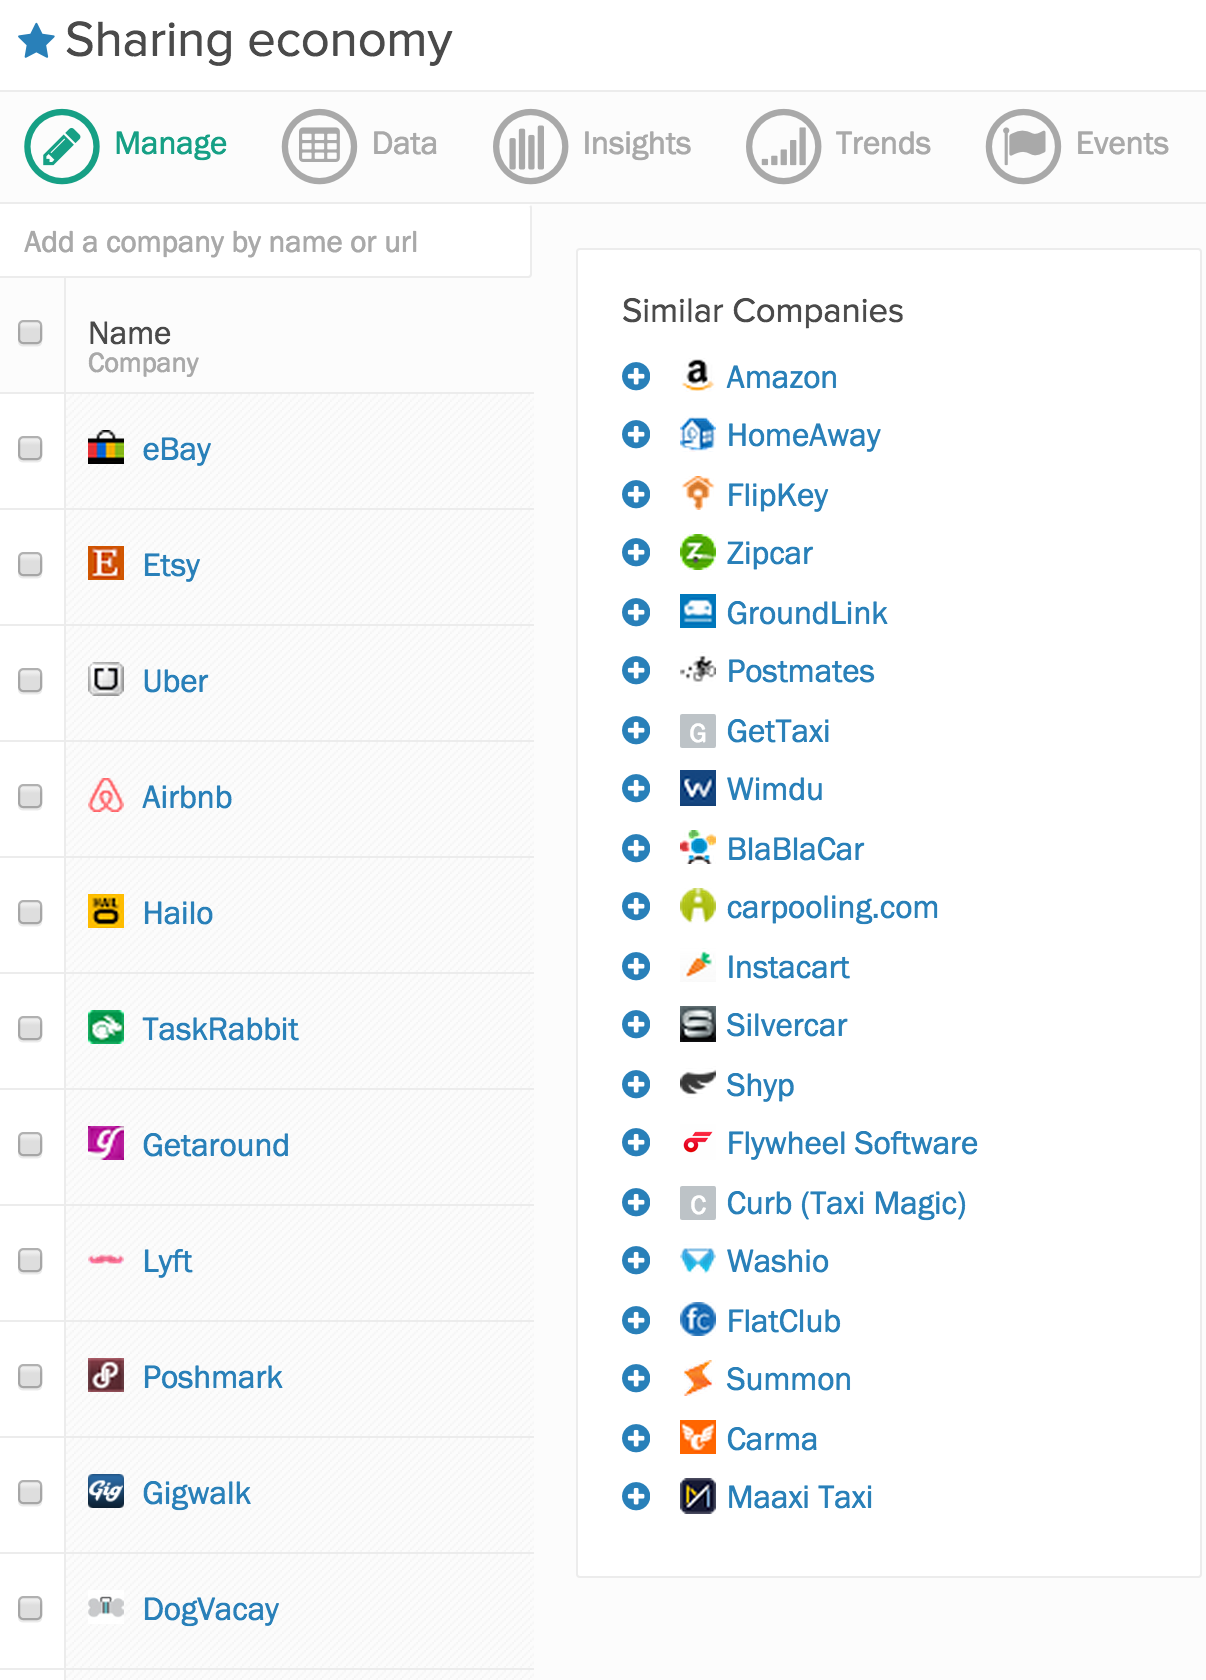 Sharing economy
Manage
Data
Insights
Trends
Events
Add a company by name or url
Name
Company
eBay
Etsy
Uber
Airbnb
Hailo
TaskRabbit
Getaround
Lyft
Poshmark
Gigwalk
DogVacay
Similar Companies
Amazon
HomeAway
FlipKey
Zipcar
GroundLink
Postmates
G GetTaxi
Wimdu
BlaBlaCar
carpooling.com
Instacart
Silvercar
Shyp
Flywheel Software
C Curb (Taxi Magic)
Washio
fc FlatClub
Summon
Carma
Maaxi Taxi